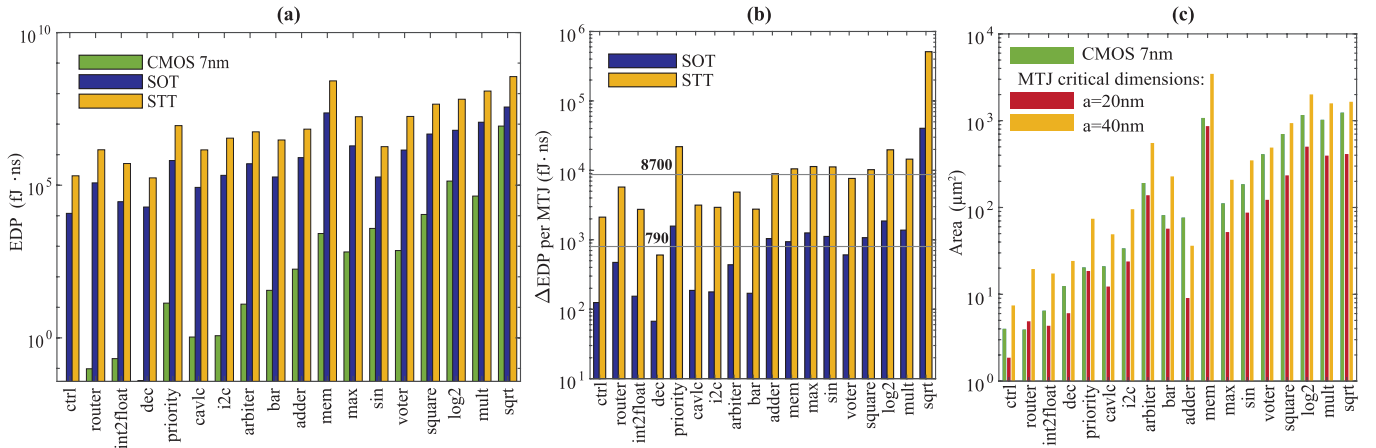 (a)
EDP (fJ·ns)
10^10
10^5
10^0
CMOS 7nm
SOT
STT
ctrl
router
int2float
dec
priority
cavlc
i2c
arbiter
bar
adder
mem
max
sin
voter
square
log2
mult
sqrt
(b)
ΔEDP per MTJ (fJ·ns)
10^6
10^5
10^4
10^3
10^2
10^1
SOT
STT
8700
790
ctrl
router
int2float
dec
priority
cavlc
i2c
arbiter
bar
adder
mem
max
sin
voter
square
log2
mult
sqrt
(c)
Area (μm²)
10^4
10^3
10^2
10^1
10^0
CMOS 7nm
MTJ critical dimensions:
a=20nm
a=40nm
ctrl
router
int2float
dec
priority
cavlc
i2c
arbiter
bar
adder
mem
max
sin
voter
square
log2
mult
sqrt